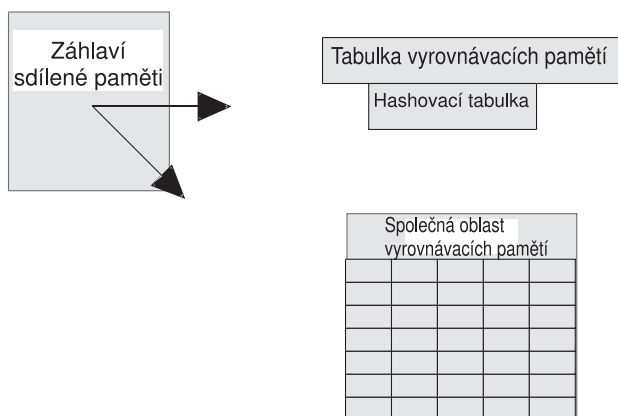 Záhlaví
sdílené paměti
Tabulka vyrovnávacích pamětí
Hashovací tabulka
Společná oblast
vyrovnávacích pamětí